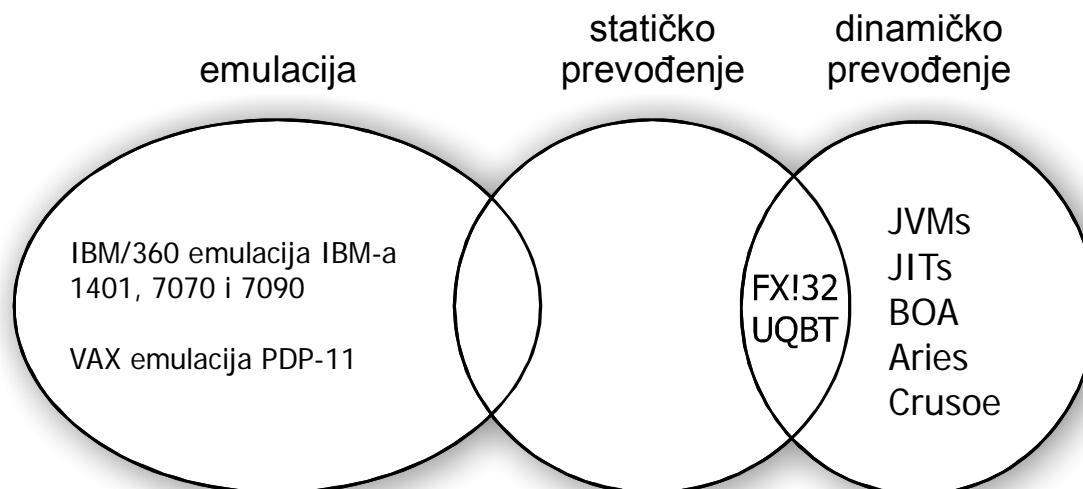 emulacija
statičko
prevođenje
dinamičko
prevođenje
IBM/360 emulacija IBM-a
1401, 7070 i 7090
VAX emulacija PDP-11
FX!32
UQBT
JVMs
JITs
BOA
Aries
Crusoe